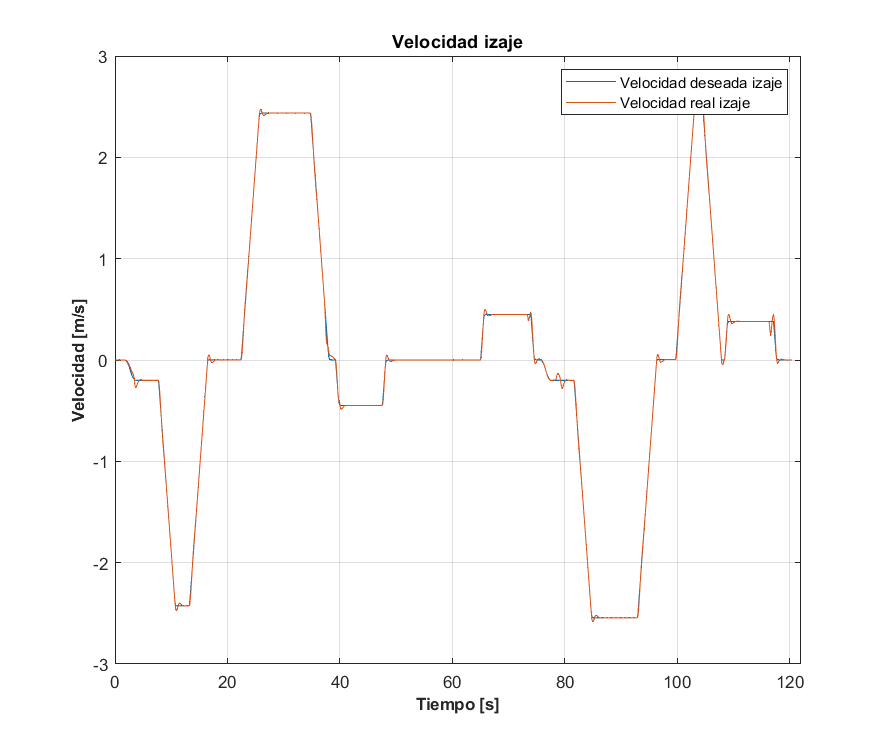 Velocidad izaje
Velocidad deseada izaje
Velocidad real izaje
Velocidad [m/s]
3
2
1
0
-1
-2
-3
0 20 40 60 80 100 120
Tiempo [s]